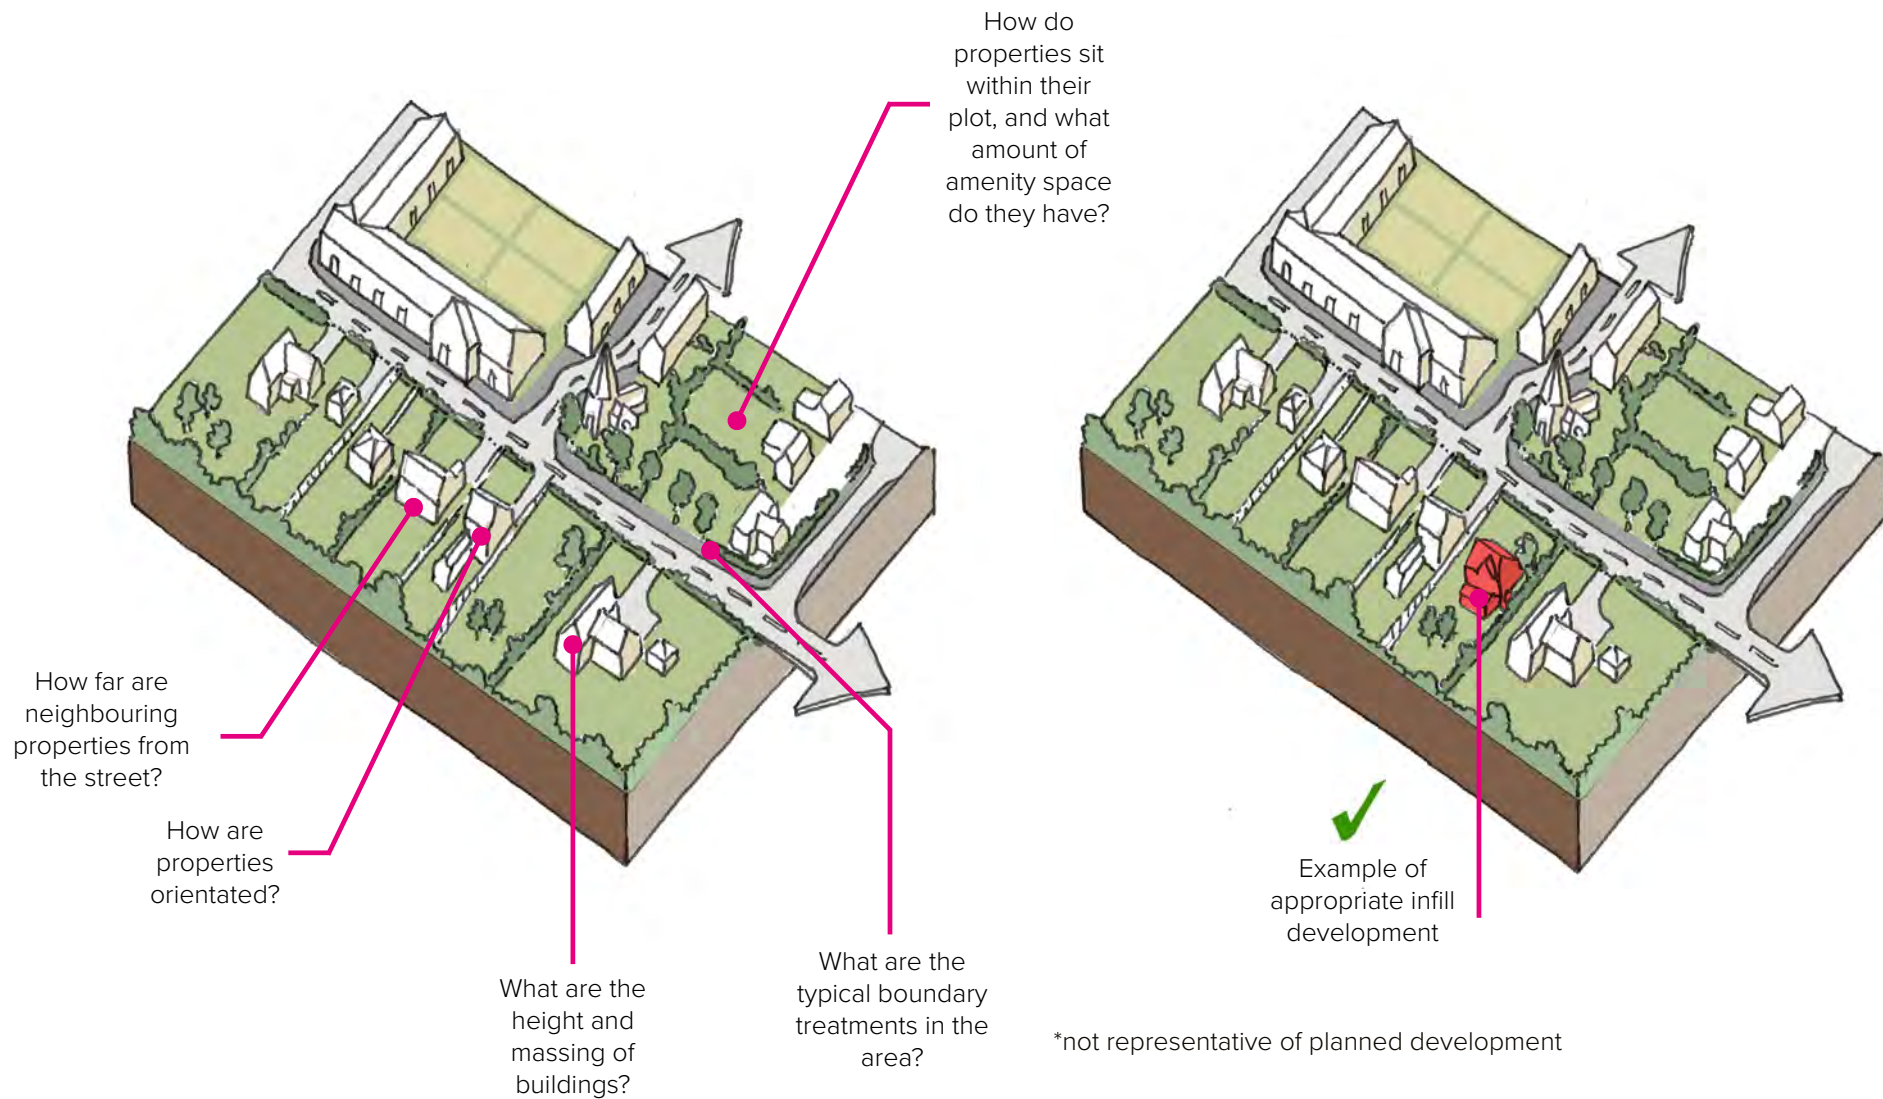 How do
properties sit
within their
plot, and what
amount of
amenity space
do they have?
How far are
neighbouring
properties from
the street?
How are
properties
orientated?
What are the
height and
massing of
buildings?
What are the
typical boundary
treatments in the
area?
Example of
appropriate infill
development
*not representative of planned development